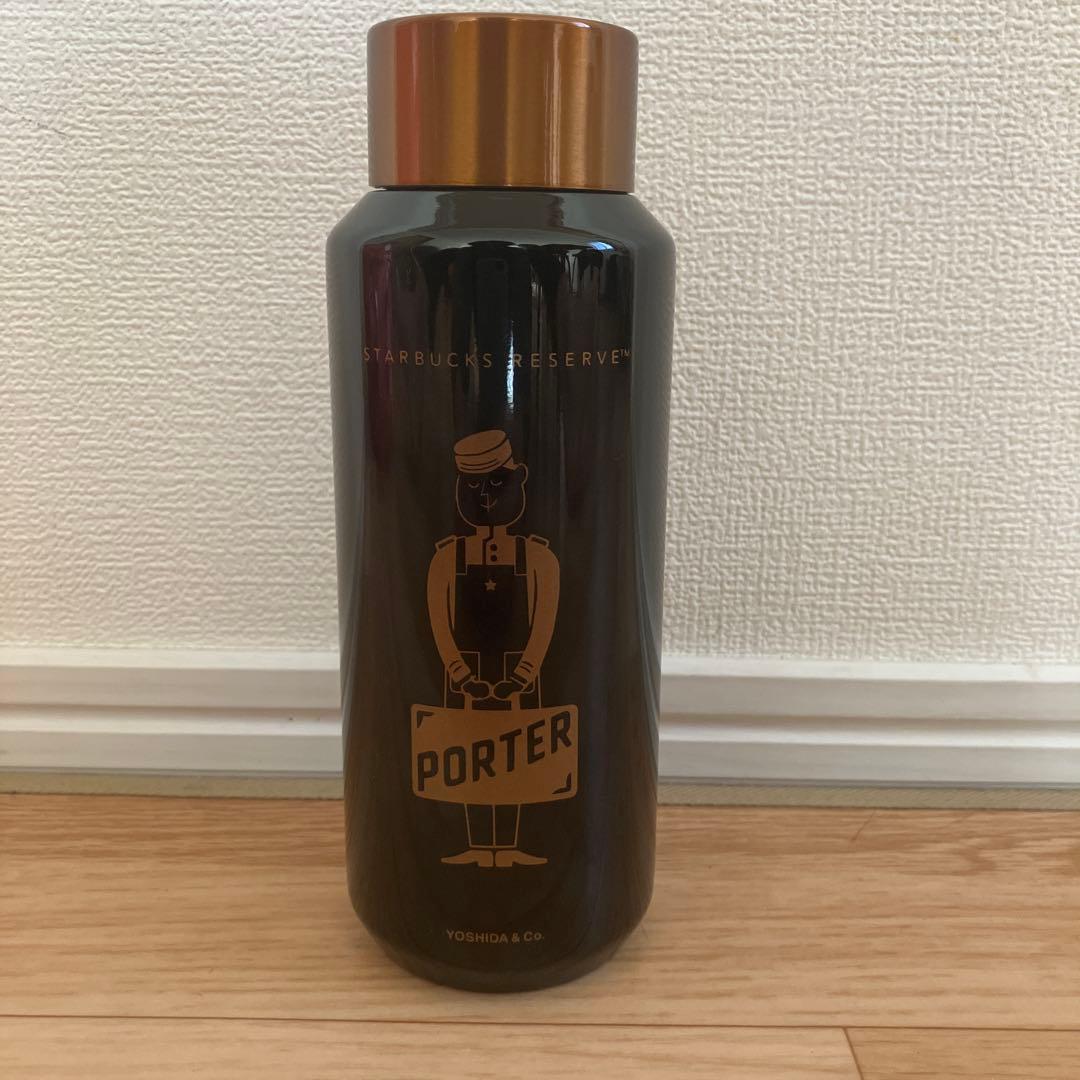 STARBUCKS RESERVE™
PORTER
YOSHIDA & Co.